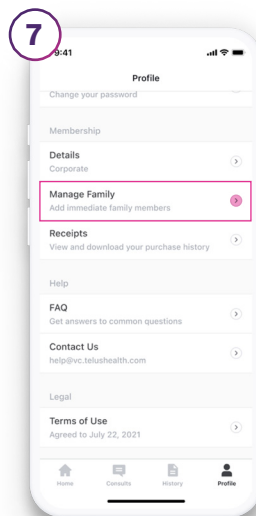 7
9:41
Profile
Change your password
Membership
Details
Corporate
Manage Family
Add immediate family members
Receipts
View and download your purchase history
Help
FAQ
Get answers to common questions
Contact Us
help@vc.telushealth.com
Legal
Terms of Use
Agreed to July 22, 2021
Home Consults History Profile